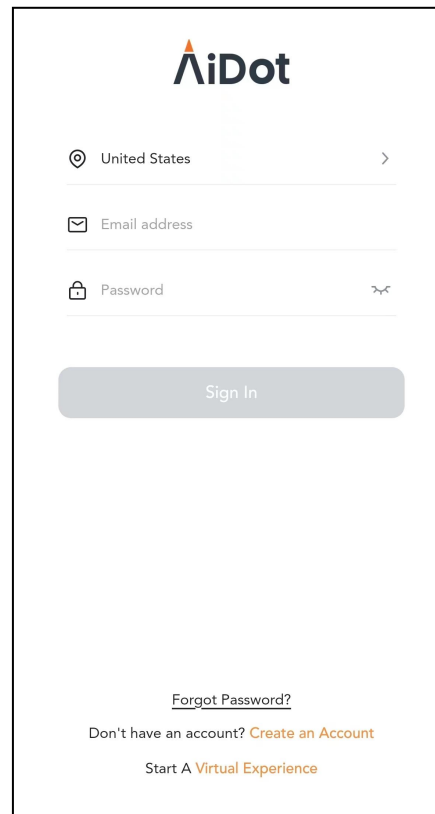 AiDot
United States
Email address
Password
Sign In
Forgot Password?
Don't have an account? Create an Account
Start A Virtual Experience